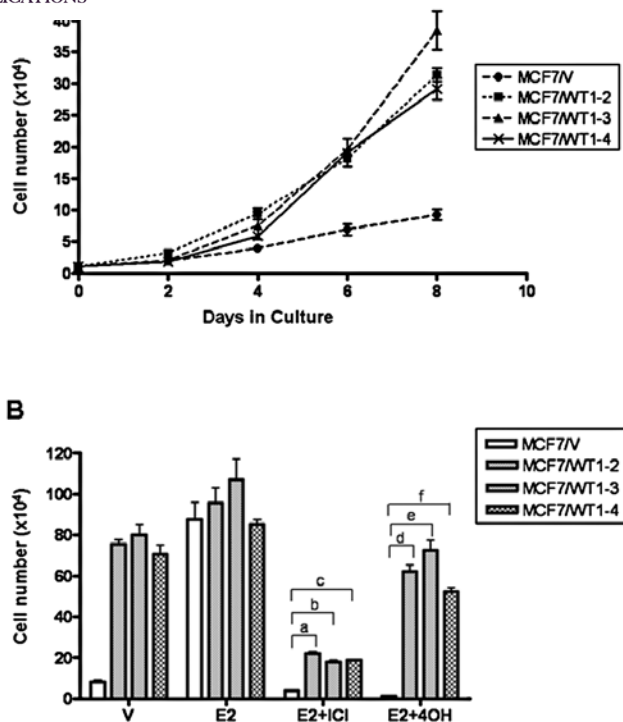 40
35
30
25
20
15
10
5
0
Cell number (x10⁴)
0 2 4 6 8 10
Days in Culture
MCF7/V
MCF7/WT1-2
MCF7/WT1-3
MCF7/WT1-4
B
120
100
80
60
40
20
0
Cell number (x10⁴)
a
b
c
d
e
f
V E2 E2+ICI E2+4OH
MCF7/V
MCF7/WT1-2
MCF7/WT1-3
MCF7/WT1-4